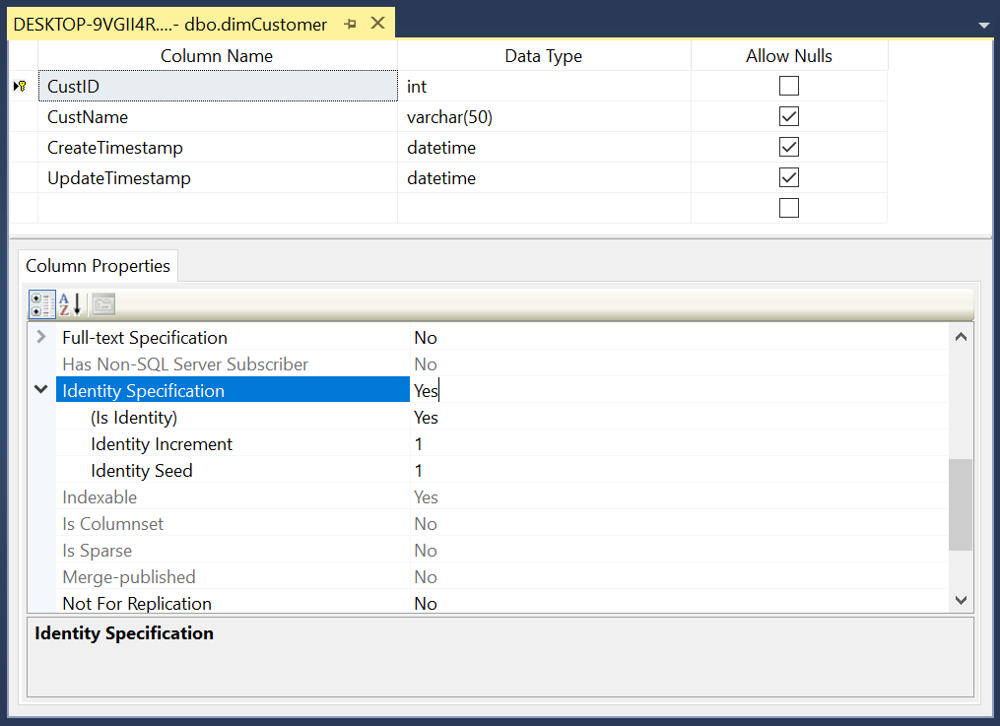 DESKTOP-9VGII4R....- dbo.dimCustomer
Column Name Data Type Allow Nulls
CustID int
CustName varchar(50)
CreateTimestamp datetime
UpdateTimestamp datetime
Column Properties
A
Z
Full-text Specification No
Has Non-SQL Server Subscriber No
Identity Specification Yes
(Is Identity) Yes
Identity Increment 1
Identity Seed 1
Indexable Yes
Is Columnset No
Is Sparse No
Merge-published No
Not For Replication No
Identity Specification